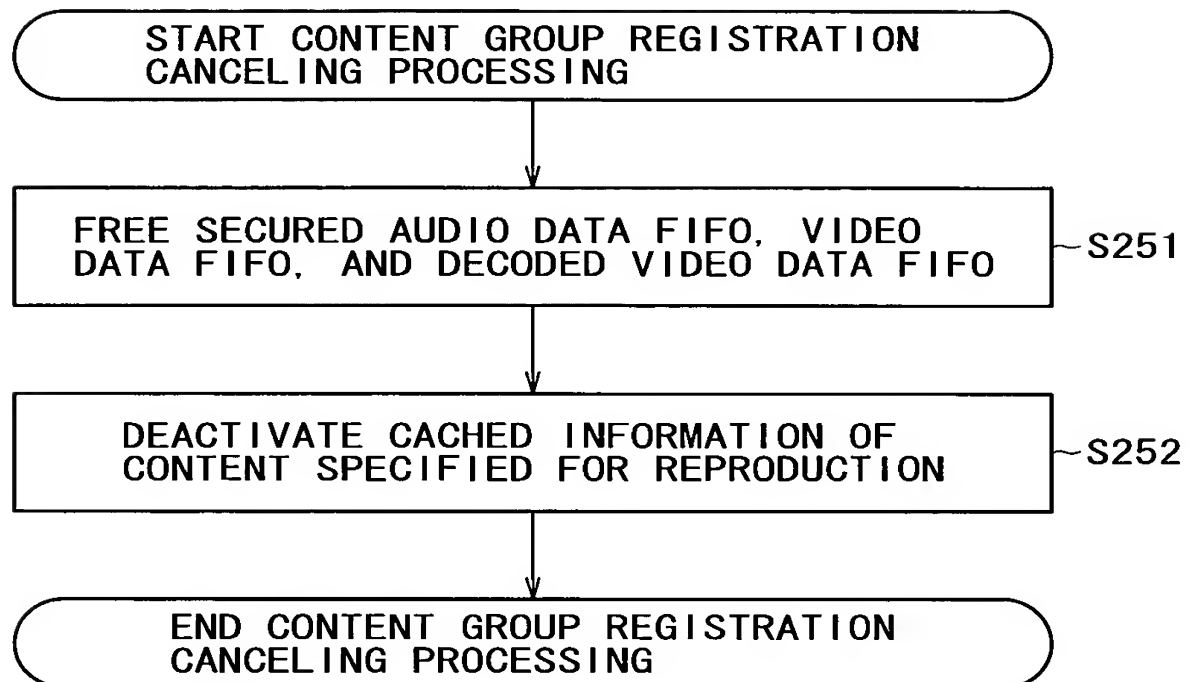 START CONTENT GROUP REGISTRATION
CANCELING PROCESSING
FREE SECURED AUDIO DATA FIFO, VIDEO
DATA FIFO, AND DECODED VIDEO DATA FIFO
S251
DEACTIVATE CACHED INFORMATION OF
CONTENT SPECIFIED FOR REPRODUCTION
S252
END CONTENT GROUP REGISTRATION
CANCELING PROCESSING